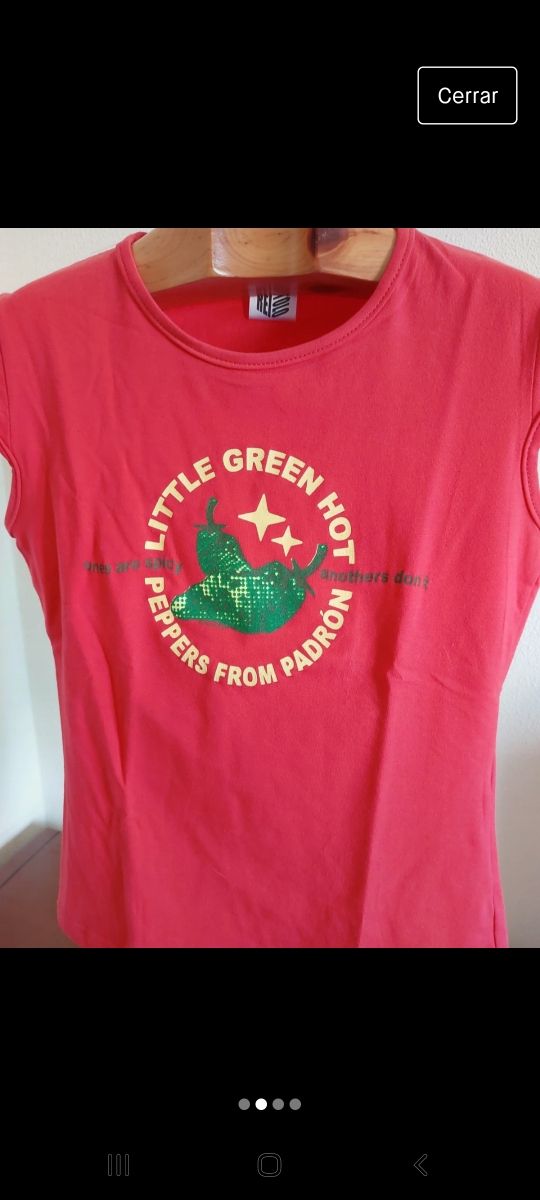 Cerrar
LITTLE GREEN HOT
ones are spicy
anothers dont
PEPPERS FROM PADRÓN